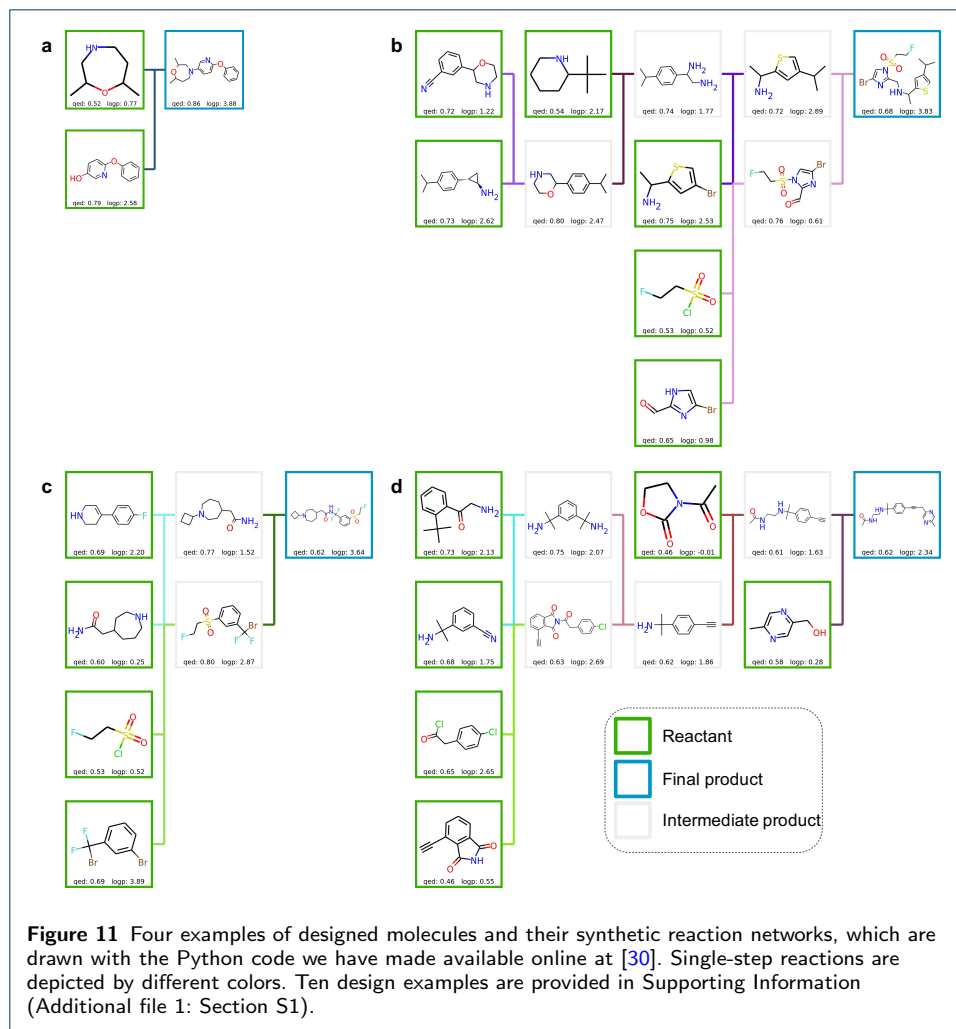 a
qed: 0.52 logp: 0.77
qed: 0.86 logp: 3.88
qed: 0.79 logp: 2.58
b
qed: 0.72 logp: 1.22
qed: 0.54 logp: 2.17
qed: 0.74 logp: 1.77
qed: 0.72 logp: 2.89
qed: 0.68 logp: 3.83
qed: 0.73 logp: 2.62
qed: 0.80 logp: 2.47
qed: 0.75 logp: 2.53
qed: 0.76 logp: 0.61
qed: 0.53 logp: 0.52
qed: 0.65 logp: 0.98
c
qed: 0.69 logp: 2.20
qed: 0.77 logp: 1.52
qed: 0.62 logp: 3.64
qed: 0.60 logp: 0.25
qed: 0.80 logp: 2.87
qed: 0.53 logp: 0.52
qed: 0.69 logp: 3.89
d
qed: 0.73 logp: 2.13
qed: 0.75 logp: 2.07
qed: 0.46 logp: -0.01
qed: 0.61 logp: 1.63
qed: 0.62 logp: 2.34
qed: 0.68 logp: 1.75
qed: 0.63 logp: 2.69
qed: 0.62 logp: 1.86
qed: 0.58 logp: 0.28
qed: 0.65 logp: 2.65
qed: 0.46 logp: 0.55
Reactant
Final product
Intermediate product
Figure 11 Four examples of designed molecules and their synthetic reaction networks, which are
drawn with the Python code we have made available online at [30]. Single-step reactions are
depicted by different colors. Ten design examples are provided in Supporting Information
(Additional file 1: Section S1).